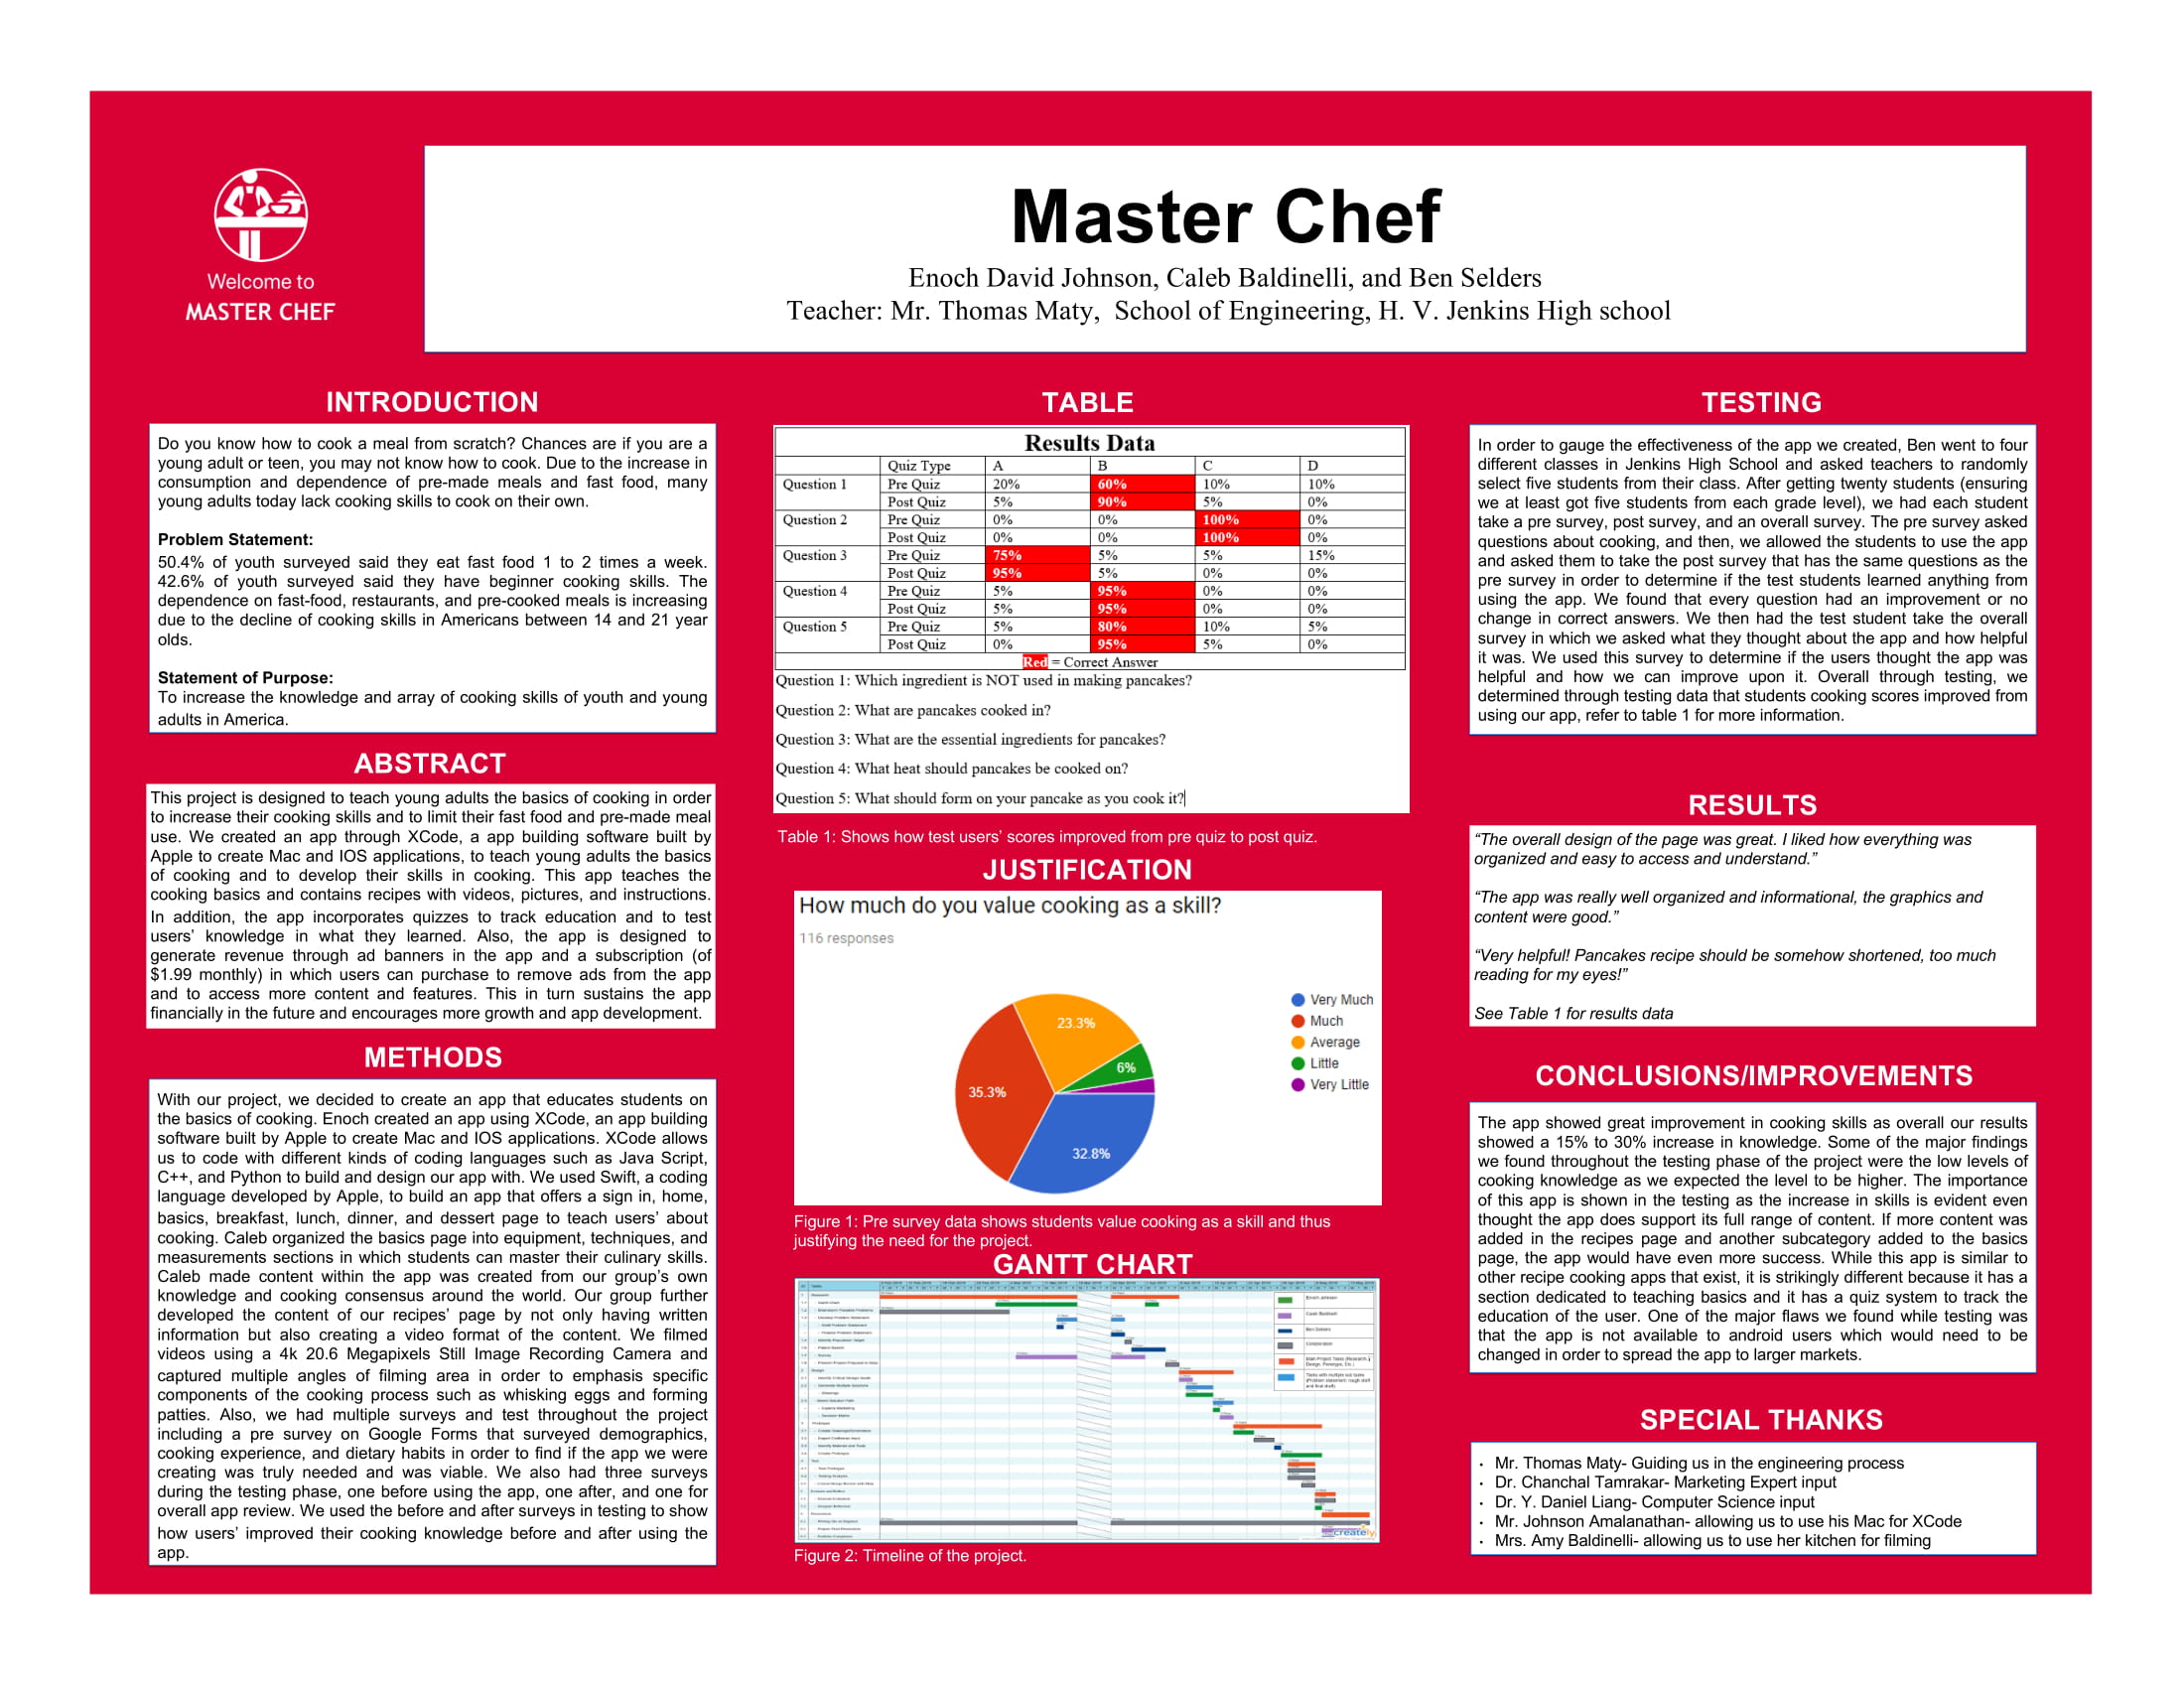 Welcome to
MASTER CHEF
Master Chef
Enoch David Johnson, Caleb Baldinelli, and Ben Selders
Teacher: Mr. Thomas Maty, School of Engineering, H. V. Jenkins High school
INTRODUCTION
Do you know how to cook a meal from scratch? Chances are if you are a
young adult or teen, you may not know how to cook. Due to the increase in
consumption and dependence of pre-made meals and fast food, many
young adults today lack cooking skills to cook on their own.
Problem Statement:
50.4% of youth surveyed said they eat fast food 1 to 2 times a week.
42.6% of youth surveyed said they have beginner cooking skills. The
dependence on fast-food, restaurants, and pre-cooked meals is increasing
due to the decline of cooking skills in Americans between 14 and 21 year
olds.
Statement of Purpose:
To increase the knowledge and array of cooking skills of youth and young
adults in America.
ABSTRACT
This project is designed to teach young adults the basics of cooking in order
to increase their cooking skills and to limit their fast food and pre-made meal
use. We created an app through XCode, a app building software built by
Apple to create Mac and IOS applications, to teach young adults the basics
of cooking and to develop their skills in cooking. This app teaches the
cooking basics and contains recipes with videos, pictures, and instructions.
In addition, the app incorporates quizzes to track education and to test
users' knowledge in what they learned. Also, the app is designed to
generate revenue through ad banners in the app and a subscription (of
$1.99 monthly) in which users can purchase to remove ads from the app
and to access more content and features. This in turn sustains the app
financially in the future and encourages more growth and app development.
METHODS
With our project, we decided to create an app that educates students on
the basics of cooking. Enoch created an app using XCode, an app building
software built by Apple to create Mac and IOS applications. XCode allows
us to code with different kinds of coding languages such as Java Script,
C++, and Python to build and design our app with. We used Swift, a coding
language developed by Apple, to build an app that offers a sign in, home,
basics, breakfast, lunch, dinner, and dessert page to teach users' about
cooking. Caleb organized the basics page into equipment, techniques, and
measurements sections in which students can master their culinary skills.
Caleb made content within the app was created from our group's own
knowledge and cooking consensus around the world. Our group further
developed the content of our recipes' page by not only having written
information but also creating a video format of the content. We filmed
videos using a 4k 20.6 Megapixels Still Image Recording Camera and
captured multiple angles of filming area in order to emphasis specific
components of the cooking process such as whisking eggs and forming
patties. Also, we had multiple surveys and test throughout the project
including a pre survey on Google Forms that surveyed demographics,
cooking experience, and dietary habits in order to find if the app we were
creating was truly needed and was viable. We also had three surveys
during the testing phase, one before using the app, one after, and one for
overall app review. We used the before and after surveys in testing to show
how users' improved their cooking knowledge before and after using the
app.
TABLE
Results Data
Quiz Type A B C D
Question 1 Pre Quiz 20% 60% 10% 10%
Post Quiz 5% 90% 5% 0%
Question 2 Pre Quiz 0% 0% 100% 0%
Post Quiz 0% 0% 100% 0%
Question 3 Pre Quiz 75% 5% 5% 15%
Post Quiz 95% 5% 0% 0%
Question 4 Pre Quiz 5% 95% 0% 0%
Post Quiz 5% 95% 0% 0%
Question 5 Pre Quiz 5% 80% 10% 5%
Post Quiz 0% 95% 5% 0%
Red = Correct Answer
Question 1: Which ingredient is NOT used in making pancakes?
Question 2: What are pancakes cooked in?
Question 3: What are the essential ingredients for pancakes?
Question 4: What heat should pancakes be cooked on?
Question 5: What should form on your pancake as you cook it?
Table 1: Shows how test users' scores improved from pre quiz to post quiz.
JUSTIFICATION
How much do you value cooking as a skill?
116 responses
Very Much
Much
Average
Little
Very Little
23.3%
6%
35.3%
32.8%
Figure 1: Pre survey data shows students value cooking as a skill and thus
justifying the need for the project.
GANTT CHART
creately
Figure 2: Timeline of the project.
TESTING
In order to gauge the effectiveness of the app we created, Ben went to four
different classes in Jenkins High School and asked teachers to randomly
select five students from their class. After getting twenty students (ensuring
we at least got five students from each grade level), we had each student
take a pre survey, post survey, and an overall survey. The pre survey asked
questions about cooking, and then, we allowed the students to use the app
and asked them to take the post survey that has the same questions as the
pre survey in order to determine if the test students learned anything from
using the app. We found that every question had an improvement or no
change in correct answers. We then had the test student take the overall
survey in which we asked what they thought about the app and how helpful
it was. We used this survey to determine if the users thought the app was
helpful and how we can improve upon it. Overall through testing, we
determined through testing data that students cooking scores improved from
using our app, refer to table 1 for more information.
RESULTS
“The overall design of the page was great. I liked how everything was
organized and easy to access and understand.”
“The app was really well organized and informational, the graphics and
content were good.”
“Very helpful! Pancakes recipe should be somehow shortened, too much
reading for my eyes!”
See Table 1 for results data
CONCLUSIONS/IMPROVEMENTS
The app showed great improvement in cooking skills as overall our results
showed a 15% to 30% increase in knowledge. Some of the major findings
we found throughout the testing phase of the project were the low levels of
cooking knowledge as we expected the level to be higher. The importance
of this app is shown in the testing as the increase in skills is evident even
thought the app does support its full range of content. If more content was
added in the recipes page and another subcategory added to the basics
page, the app would have even more success. While this app is similar to
other recipe cooking apps that exist, it is strikingly different because it has a
section dedicated to teaching basics and it has a quiz system to track the
education of the user. One of the major flaws we found while testing was
that the app is not available to android users which would need to be
changed in order to spread the app to larger markets.
SPECIAL THANKS
• Mr. Thomas Maty- Guiding us in the engineering process
• Dr. Chanchal Tamrakar- Marketing Expert input
• Dr. Y. Daniel Liang- Computer Science input
• Mr. Johnson Amalanathan- allowing us to use his Mac for XCode
• Mrs. Amy Baldinelli- allowing us to use her kitchen for filming